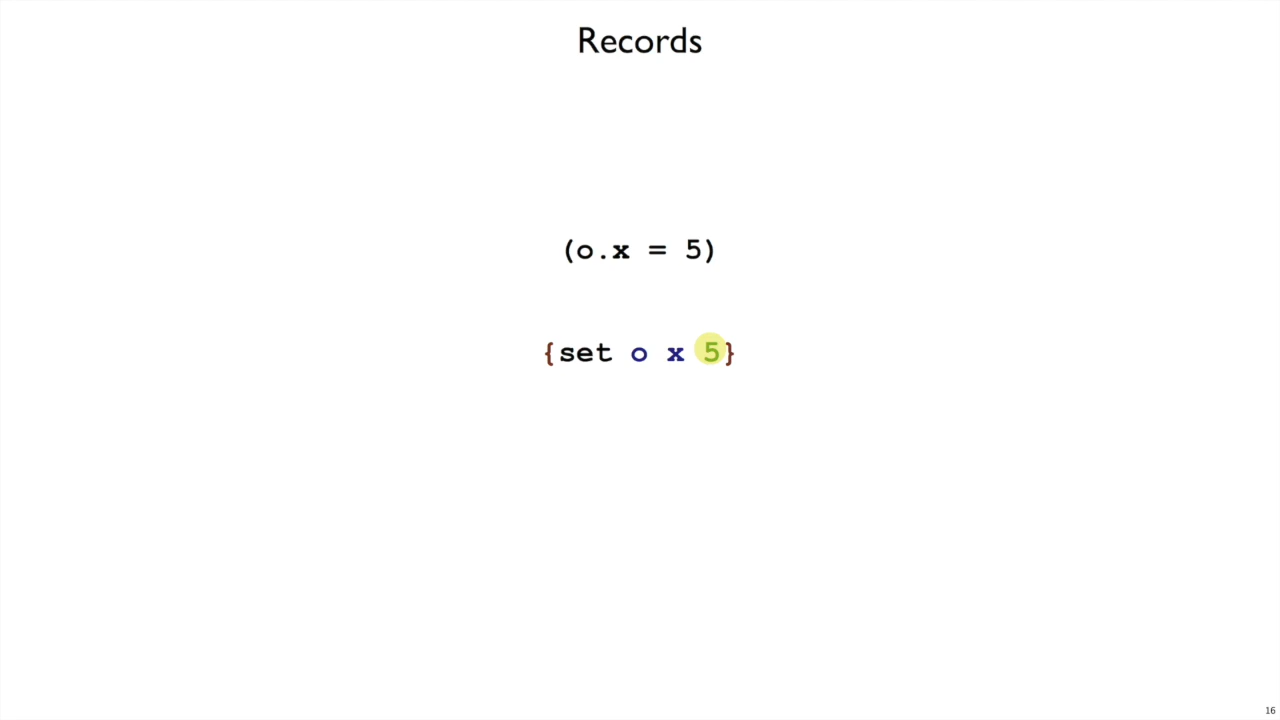 Records
(o.x = 5)
{set o x 5}
16